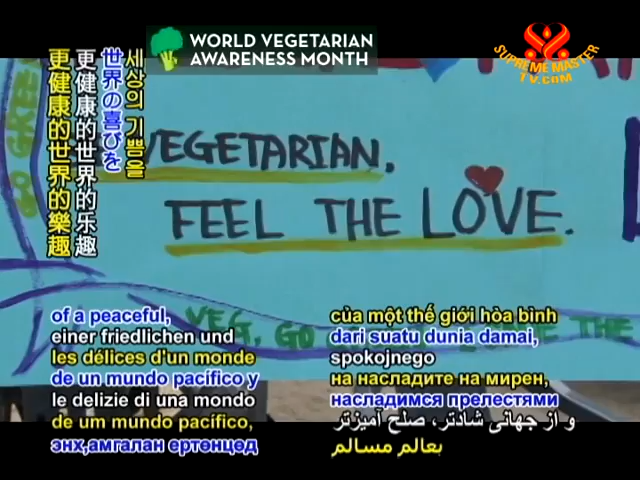 WORLD VEGETARIAN
AWARENESS MONTH
SUPREME MASTER
TV.COM
세상의 기쁨을
世界の喜びを
更健康的世界的乐趣
更健康的世界的樂趣
VEGETARIAN.
FEEL THE LOVE.
VEG, GO
THE
of a peaceful,
einer friedlichen und
les délices d'un monde
de un mundo pacífico y
le delizie di una mondo
de um mundo pacífico,
энх,амгалан ертөнцөд
của một thế giới hòa bình
dari suatu dunia damai,
spokojnego
на насладите на мирен,
насладимся прелестями
و از جهانی شادتر، صلح آمیزتر
بعالم مسالم